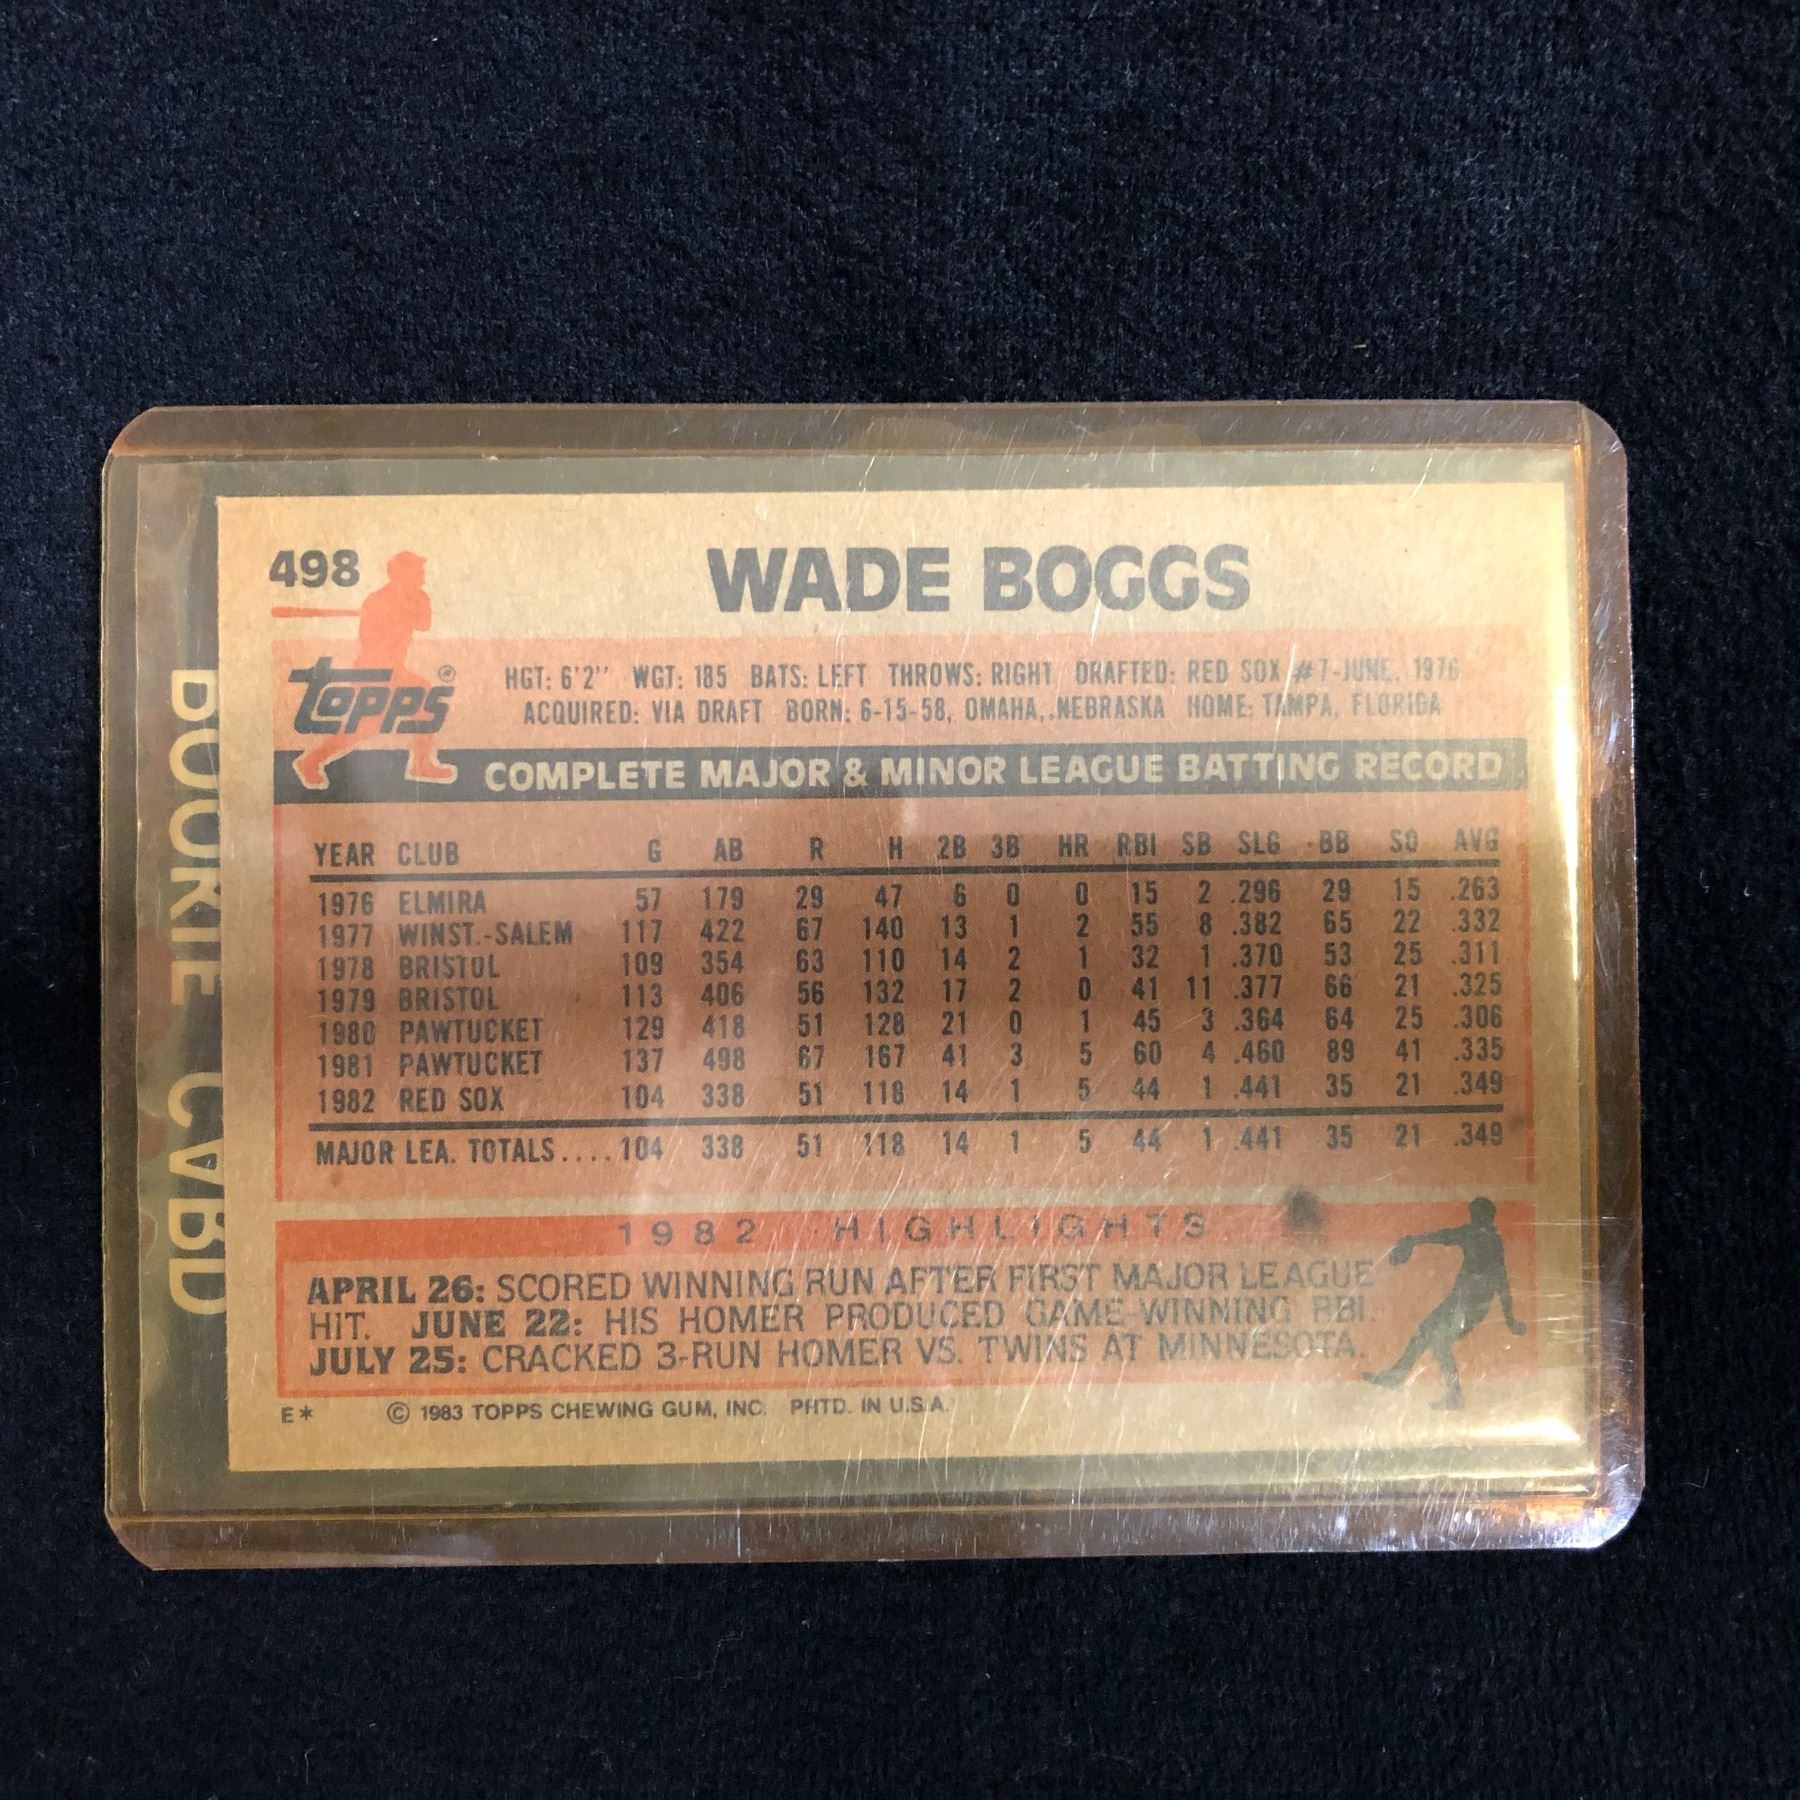 498
WADE BOGGS
topps®
HGT: 6'2'' WGT: 185 BATS: LEFT THROWS: RIGHT DRAFTED: RED SOX #7-JUNE, 1976
ACQUIRED: VIA DRAFT BORN: 6-15-58, OMAHA, NEBRASKA HOME: TAMPA, FLORIDA
COMPLETE MAJOR & MINOR LEAGUE BATTING RECORD
YEAR CLUB G AB R H 2B 3B HR RBI SB SLG BB SO AVG
1976 ELMIRA 57 179 29 47 6 0 0 15 2 .296 29 15 .263
1977 WINST.-SALEM 117 422 67 140 13 1 2 55 8 .382 65 22 .332
1978 BRISTOL 109 354 63 110 14 2 1 32 1 .370 53 25 .311
1979 BRISTOL 113 406 56 132 17 2 0 41 11 .377 66 21 .325
1980 PAWTUCKET 129 418 51 128 21 0 1 45 3 .364 64 25 .306
1981 PAWTUCKET 137 498 67 167 41 3 5 60 4 .460 89 41 .335
1982 RED SOX 104 338 51 118 14 1 5 44 1 .441 35 21 .349
MAJOR LEA. TOTALS.... 104 338 51 118 14 1 5 44 1 .441 35 21 .349
1982 HIGHLIGHTS
APRIL 26: SCORED WINNING RUN AFTER FIRST MAJOR LEAGUE
HIT. JUNE 22: HIS HOMER PRODUCED GAME-WINNING RBI.
JULY 25: CRACKED 3-RUN HOMER VS. TWINS AT MINNESOTA.
E* © 1983 TOPPS CHEWING GUM, INC. PRTD. IN U.S.A.